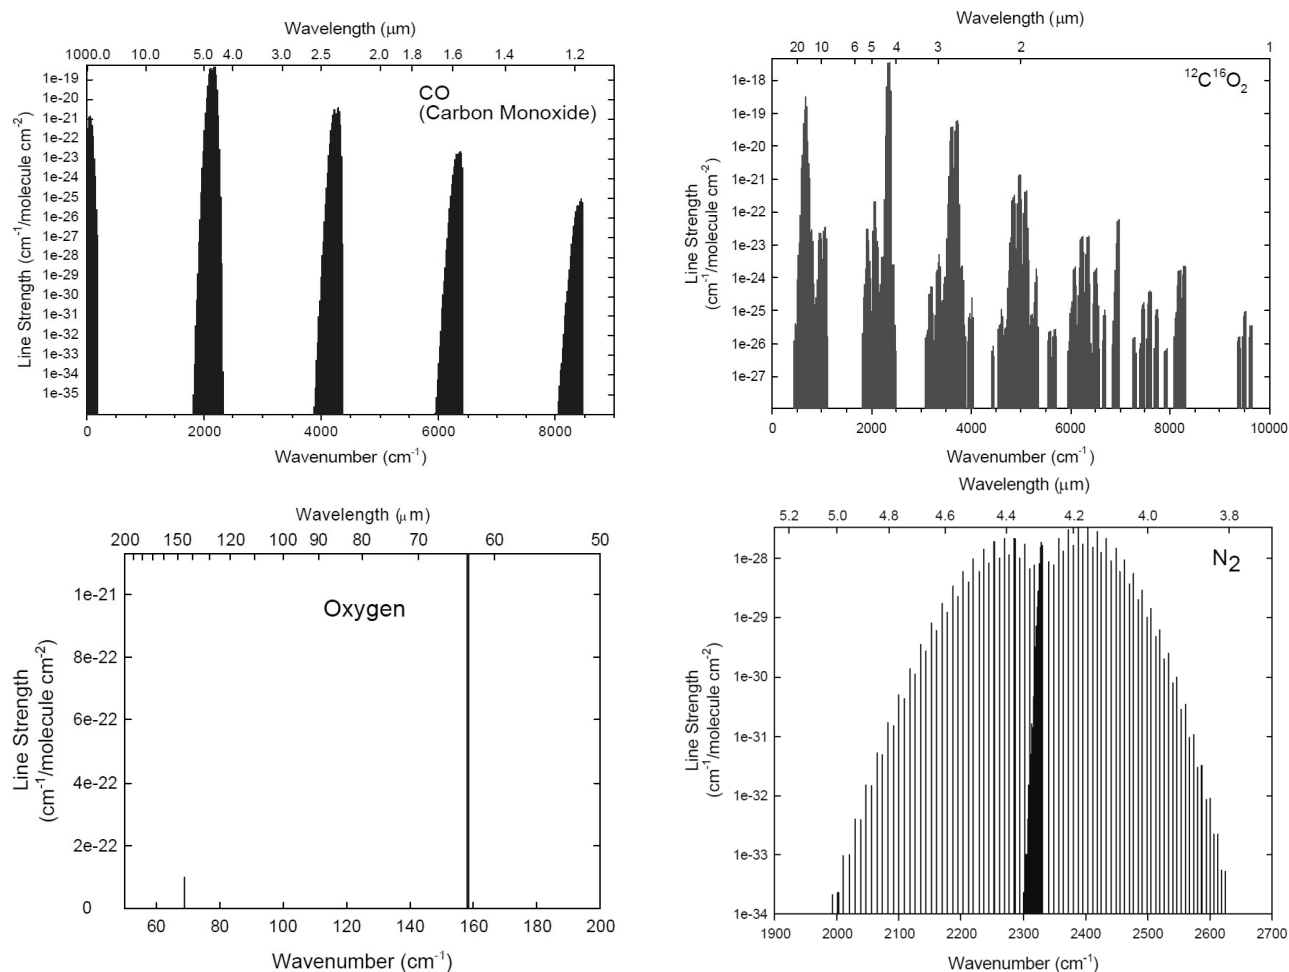 Wavelength (μm)
1000.0 10.0 5.0 4.0 3.0 2.5 2.0 1.8 1.6 1.4 1.2
CO
(Carbon Monoxide)
Line Strength (cm⁻¹/molecule cm⁻²)
1e-19
1e-20
1e-21
1e-22
1e-23
1e-24
1e-25
1e-26
1e-27
1e-28
1e-29
1e-30
1e-31
1e-32
1e-33
1e-34
1e-35
0 2000 4000 6000 8000
Wavenumber (cm⁻¹)
Wavelength (μm)
20 10 6 5 4 3 2 1
¹²C¹⁶O₂
Line Strength
(cm⁻¹/molecule cm⁻²)
1e-18
1e-19
1e-20
1e-21
1e-22
1e-23
1e-24
1e-25
1e-26
1e-27
0 2000 4000 6000 8000 10000
Wavenumber (cm⁻¹)
Wavelength (μm)
200 150 120 100 90 80 70 60 50
Oxygen
Line Strength
(cm⁻¹/molecule cm⁻²)
1e-21
8e-22
6e-22
4e-22
2e-22
0
60 80 100 120 140 160 180 200
Wavenumber (cm⁻¹)
Wavelength (μm)
5.2 5.0 4.8 4.6 4.4 4.2 4.0 3.8
N₂
Line Strength
(cm⁻¹/molecule cm⁻²)
1e-28
1e-29
1e-30
1e-31
1e-32
1e-33
1e-34
1900 2000 2100 2200 2300 2400 2500 2600 2700
Wavenumber (cm⁻¹)